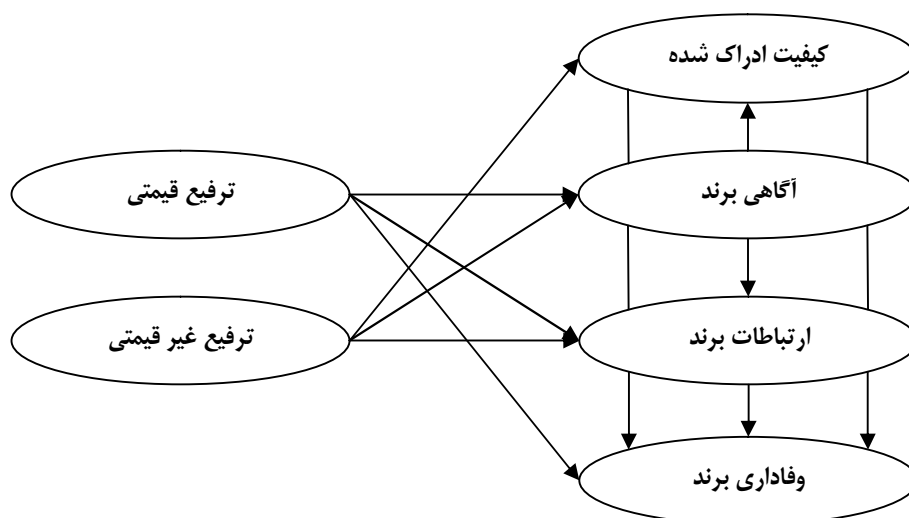 کیفیت ادراک شده
ترفیع قیمتی
آگاهی برند
ترفیع غیر قیمتی
ارتباطات برند
وفاداری برند